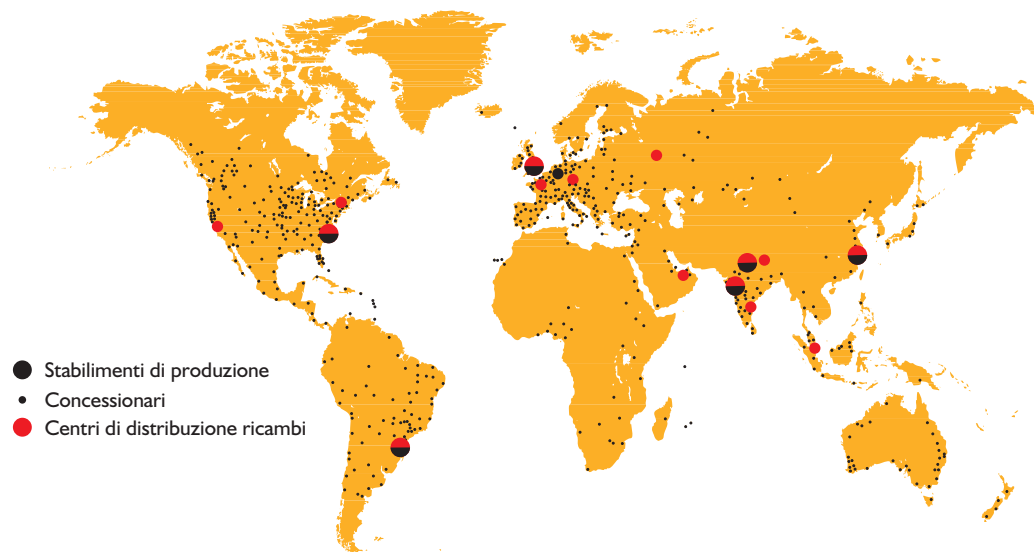 Stabilimenti di produzione
Concessionari
Centri di distribuzione ricambi